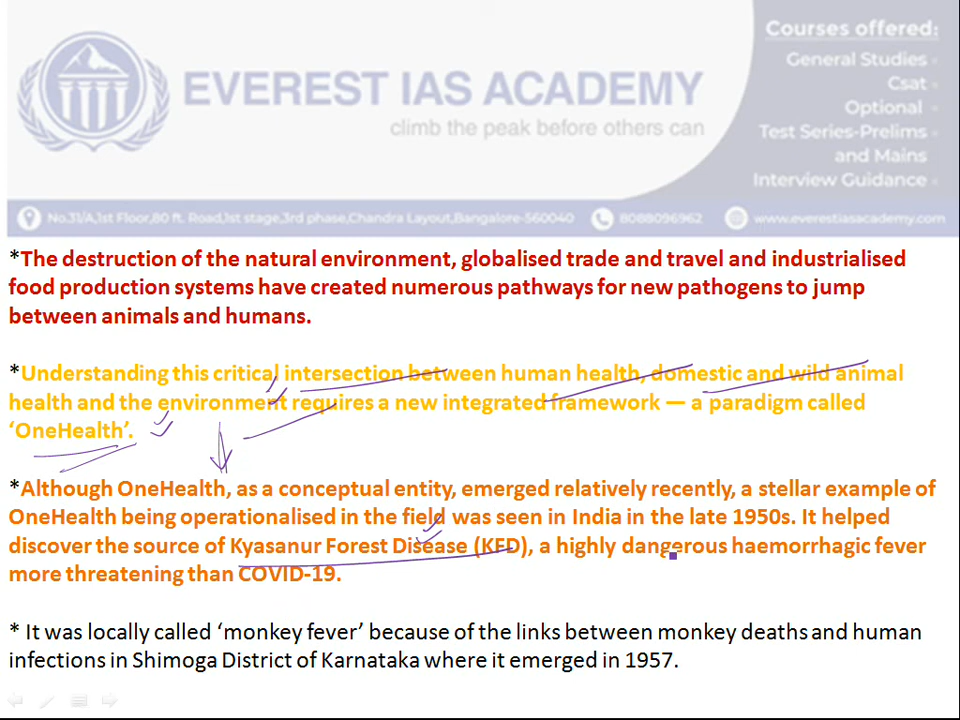 Courses offered:
General Studies
Csat
Optional
Test Series-Prelims
and Mains
Interview Guidance
EVEREST IAS ACADEMY
climb the peak before others can
No.31/A,1st Floor,80 ft. Road,1st stage,3rd phase,Chandra Layout,Bangalore-560040 8088096962 www.everestiasacademy.com
*The destruction of the natural environment, globalised trade and travel and industrialised
food production systems have created numerous pathways for new pathogens to jump
between animals and humans.
*Understanding this critical intersection between human health, domestic and wild animal
health and the environment requires a new integrated framework — a paradigm called
‘OneHealth’.
*Although OneHealth, as a conceptual entity, emerged relatively recently, a stellar example of
OneHealth being operationalised in the field was seen in India in the late 1950s. It helped
discover the source of Kyasanur Forest Disease (KFD), a highly dangerous haemorrhagic fever
more threatening than COVID-19.
* It was locally called ‘monkey fever’ because of the links between monkey deaths and human
infections in Shimoga District of Karnataka where it emerged in 1957.